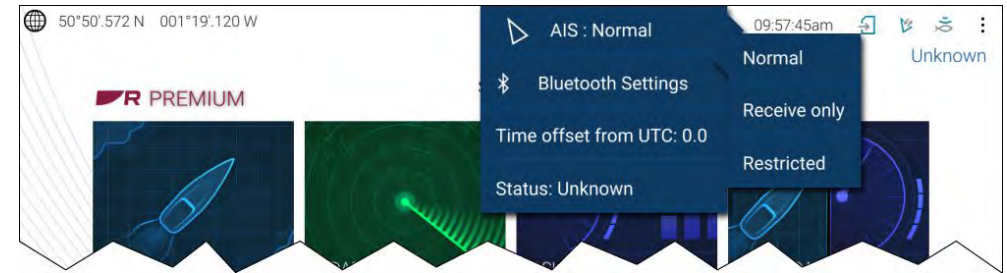 50°50'.572 N 001°19'.120 W
AIS : Normal
09:57:45am
Normal
Unknown
Bluetooth Settings
R PREMIUM
Receive only
Time offset from UTC: 0.0
Restricted
Status: Unknown